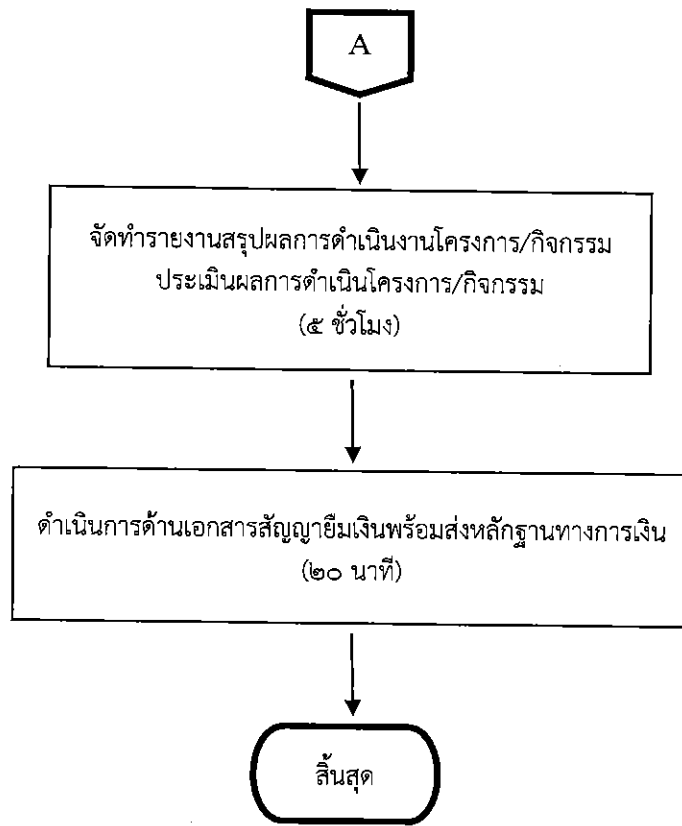 A
จัดทำรายงานสรุปผลการดำเนินงานโครงการ/กิจกรรม
ประเมินผลการดำเนินโครงการ/กิจกรรม
(๕ ชั่วโมง)
ดำเนินการด้านเอกสารสัญญายืมเงินพร้อมส่งหลักฐานทางการเงิน
(๒๐ นาที)
สิ้นสุด